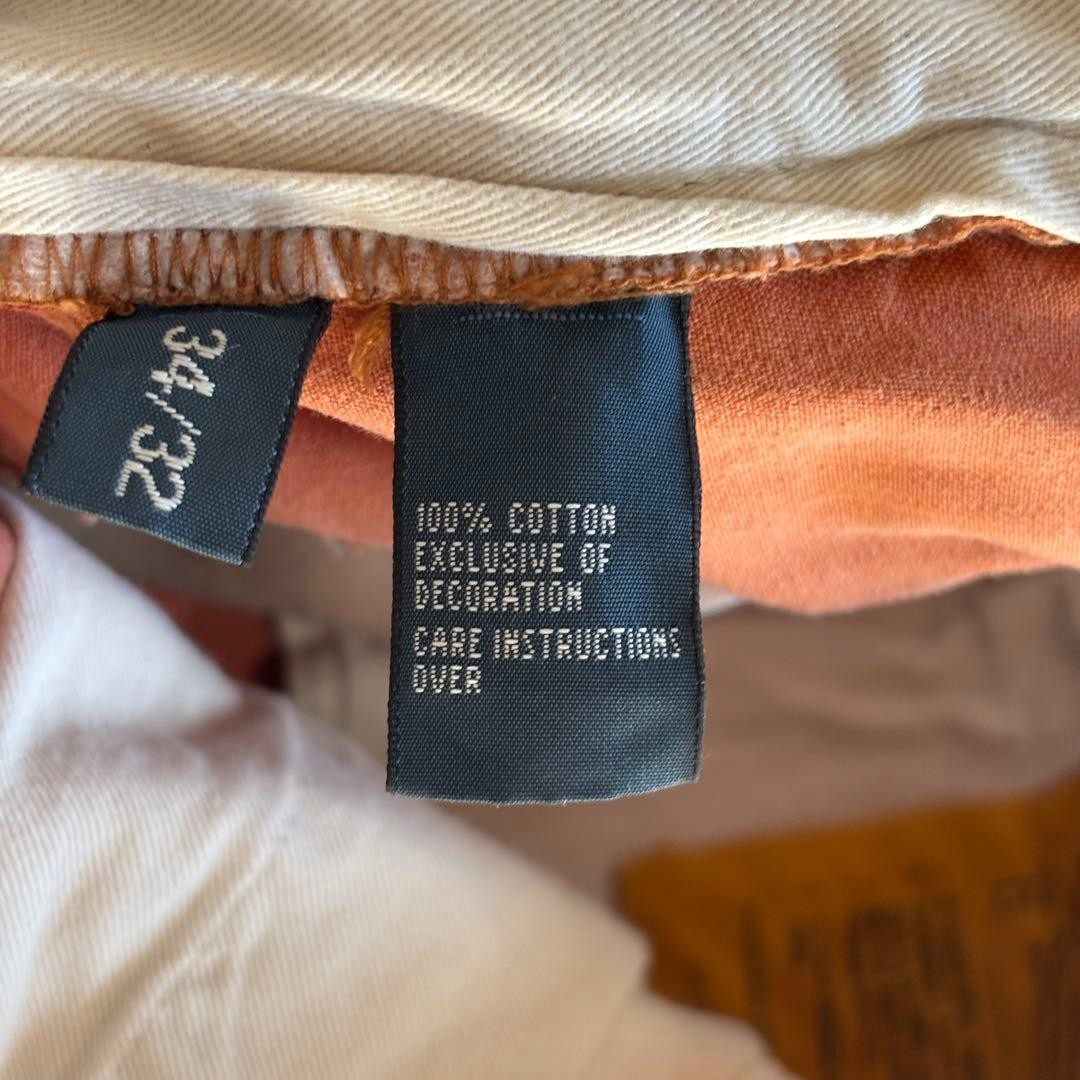 34/32
100% COTTON
EXCLUSIVE OF
DECORATION
CARE INSTRUCTIONS
OVER